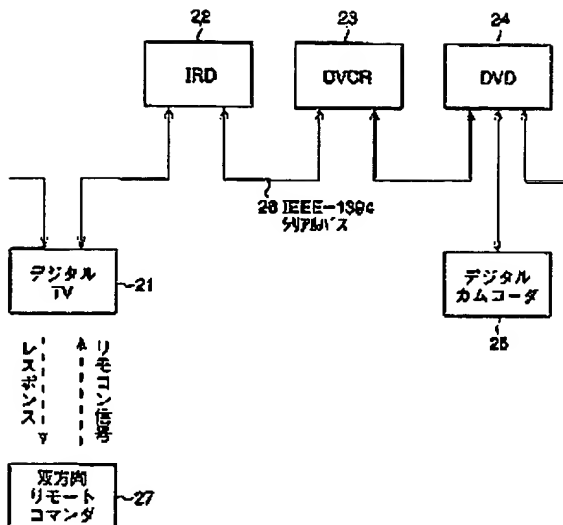 22
23
24
IRD
DVCR
DVD
26 IEEE-1394
シリアルバス
デジタル
TV
21
デジタル
カムコーダ
25
レスポンス
リモコン信号
双方向
リモート
コマンダ
27